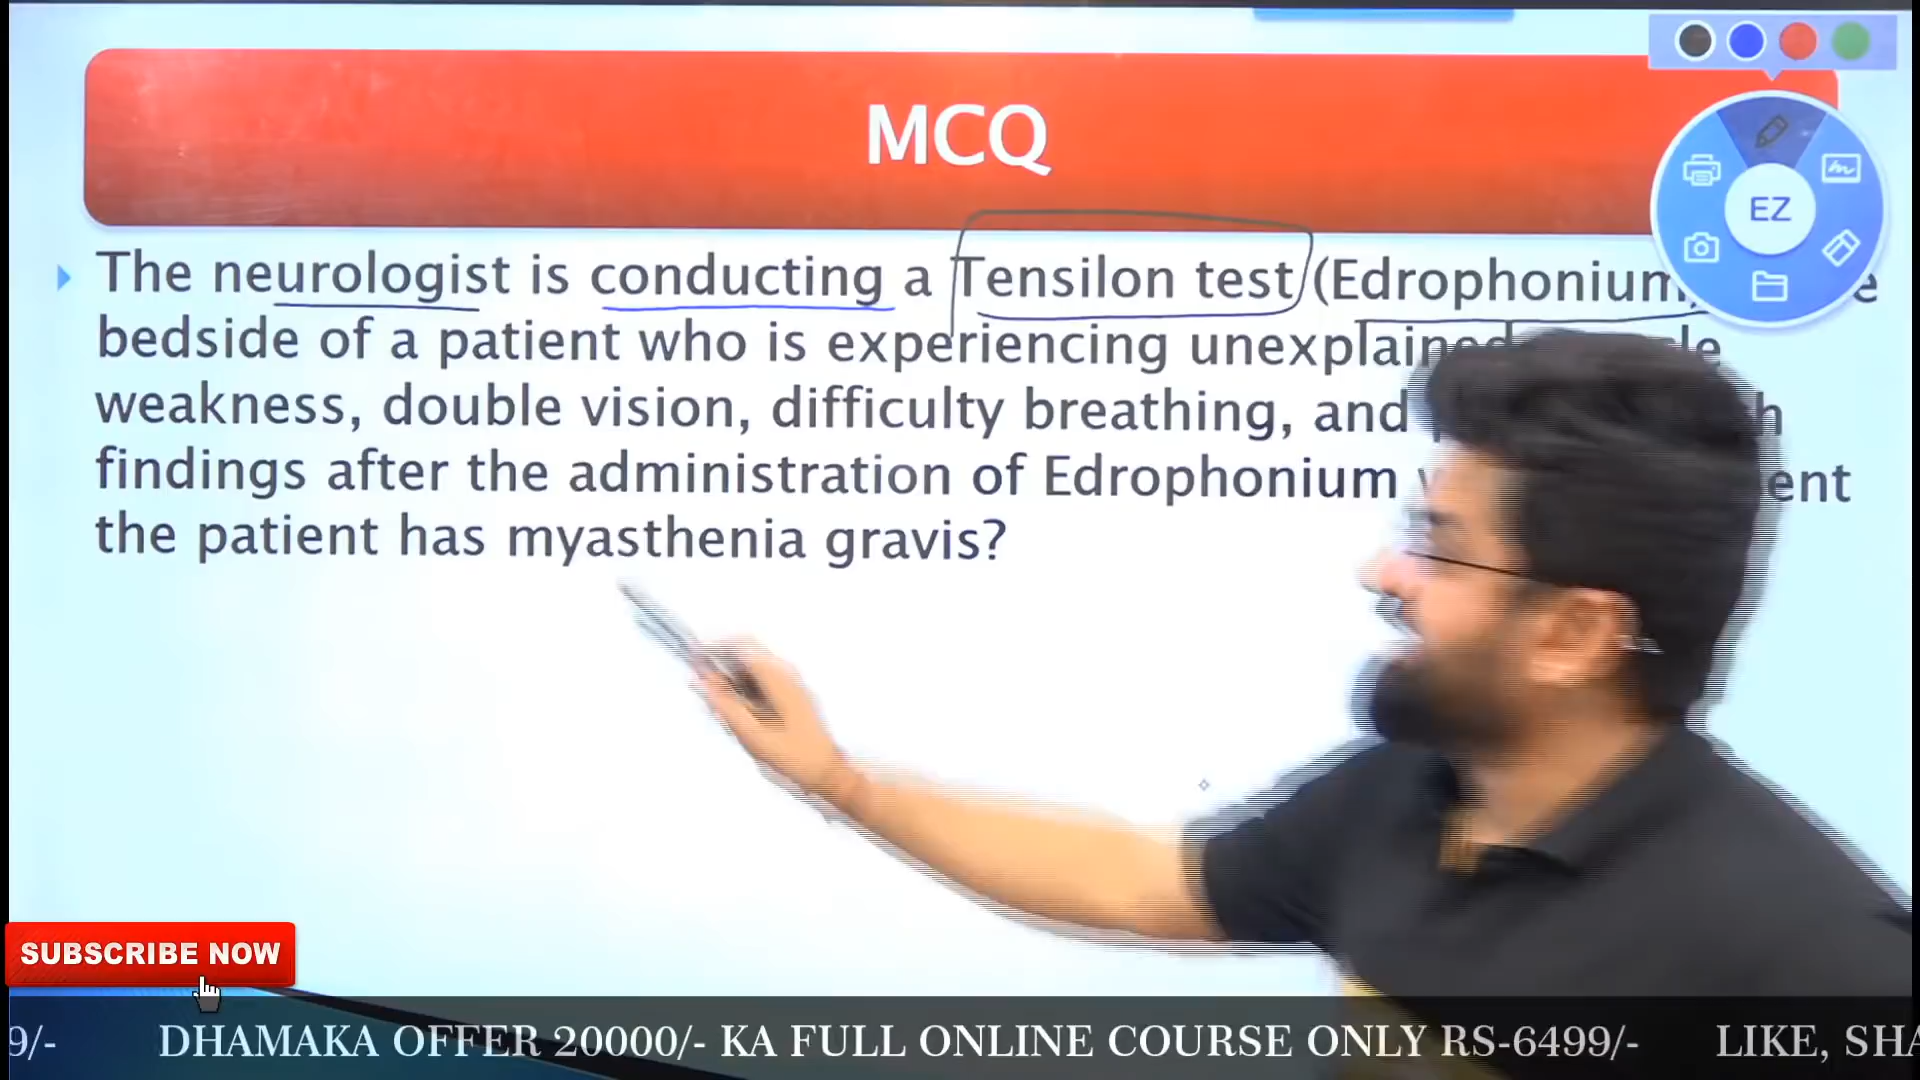 MCQ
EZ
The neurologist is conducting a Tensilon test (Edrophonium,
bedside of a patient who is experiencing unexplained
weakness, double vision, difficulty breathing, and
findings after the administration of Edrophonium
the patient has myasthenia gravis?
SUBSCRIBE NOW
9/- DHAMAKA OFFER 20000/- KA FULL ONLINE COURSE ONLY RS-6499/- LIKE, SHA